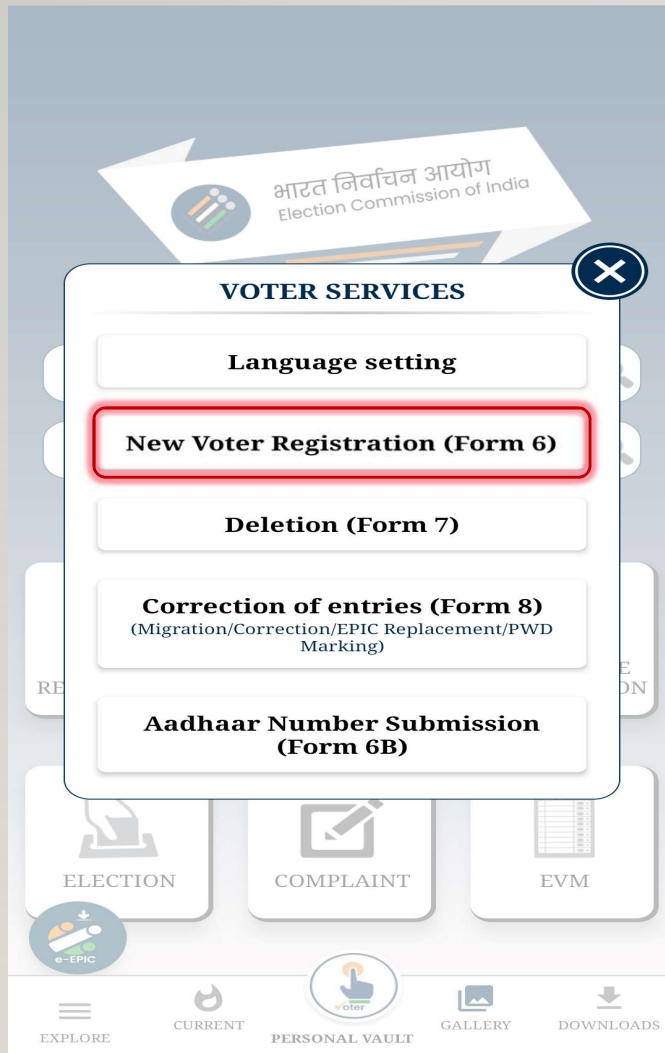 भारत निर्वाचन आयोग
Election Commission of India
VOTER SERVICES
Language setting
New Voter Registration (Form 6)
Deletion (Form 7)
Correction of entries (Form 8)
(Migration/Correction/EPIC Replacement/PWD
Marking)
Aadhaar Number Submission
(Form 6B)
RE
E
ON
ELECTION
COMPLAINT
EVM
e-EPIC
EXPLORE
CURRENT
Voter
PERSONAL VAULT
GALLERY
DOWNLOADS